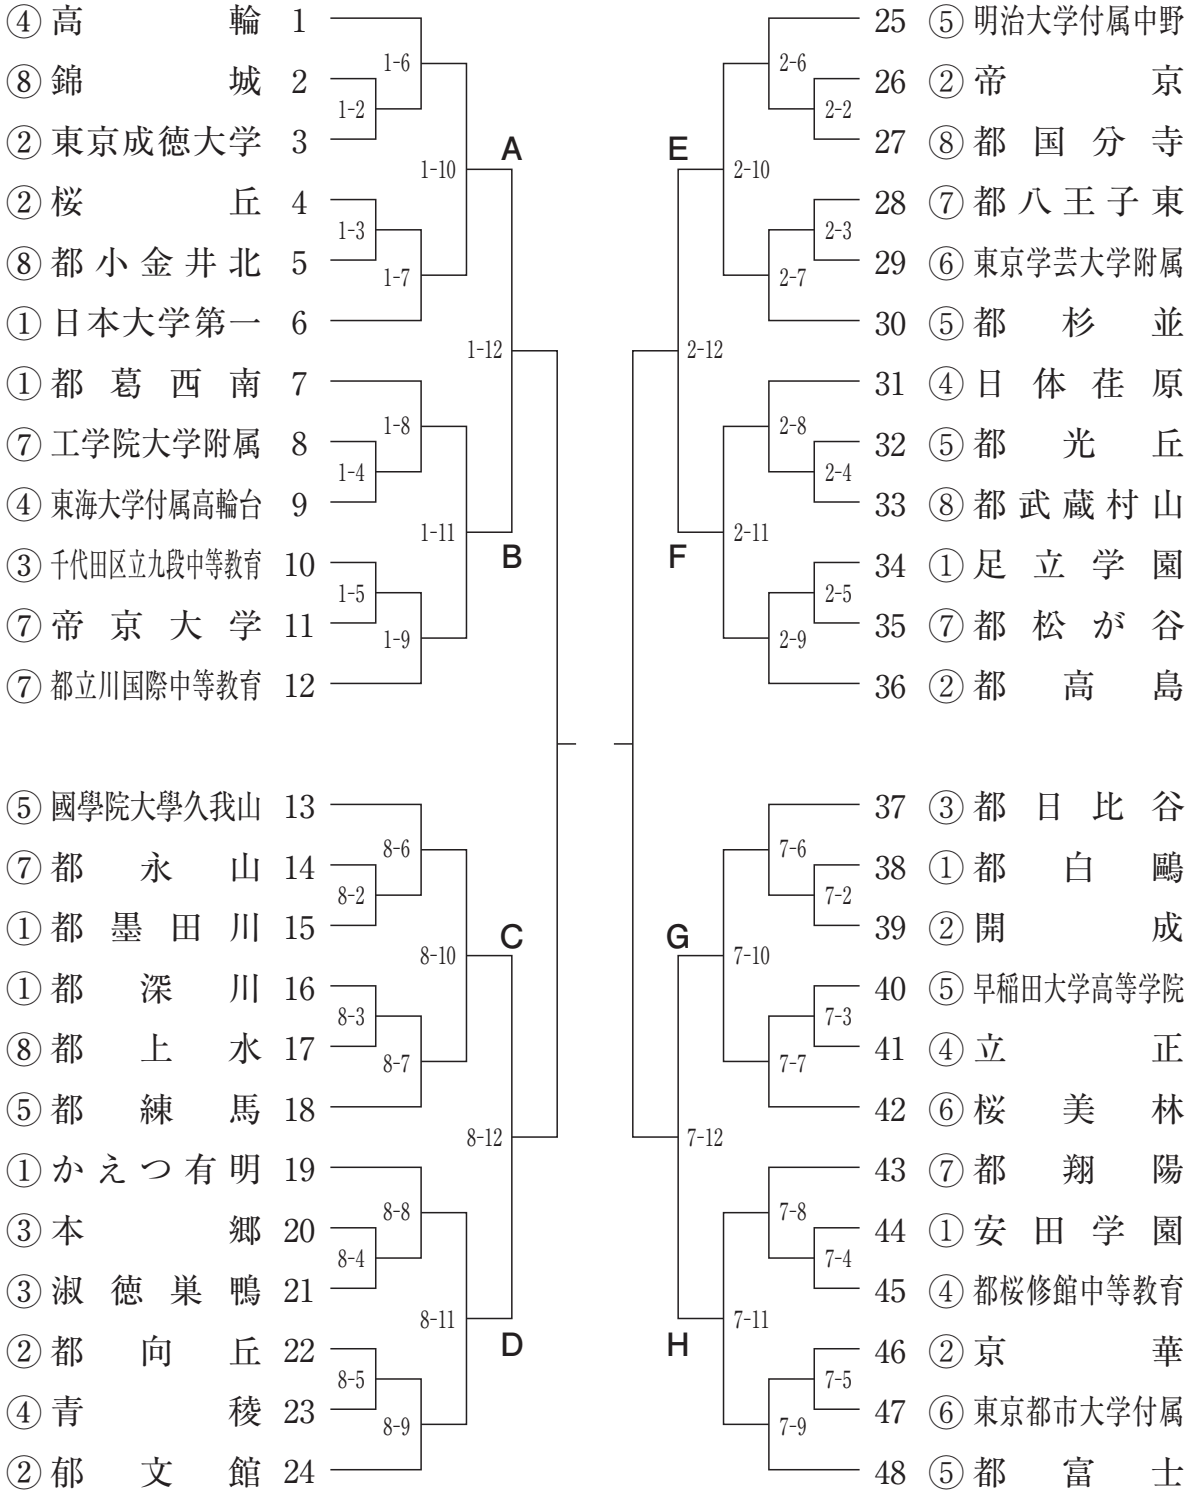 ④ 高輪 1
1-6
⑧ 錦城 2
1-2
② 東京成徳大学 3
A
1-10
② 桜丘 4
1-3
⑧ 都小金井北 5
1-7
① 日本大学第一 6
1-12
① 都葛西南 7
1-8
⑦ 工学院大学附属 8
1-4
④ 東海大学付属高輪台 9
1-11
B
③ 千代田区立九段中等教育 10
1-5
⑦ 帝京大学 11
1-9
⑦ 都立川国際中等教育 12
⑤ 國學院大學久我山 13
8-6
⑦ 都永山 14
8-2
① 都墨田川 15
C
8-10
① 都深川 16
8-3
⑧ 都上水 17
8-7
⑤ 都練馬 18
8-12
① かえつ有明 19
8-8
③ 本郷 20
8-4
③ 淑徳巣鴨 21
8-11
D
② 都向丘 22
8-5
④ 青稜 23
8-9
② 郁文館 24
25 ⑤ 明治大学付属中野
2-6
26 ② 帝京
2-2
27 ⑧ 都国分寺
E
2-10
28 ⑦ 都八王子東
2-3
29 ⑥ 東京学芸大学附属
2-7
30 ⑤ 都杉並
2-12
31 ④ 日体荏原
2-8
32 ⑤ 都光丘
2-4
33 ⑧ 都武蔵村山
2-11
F
34 ① 足立学園
2-5
35 ⑦ 都松が谷
2-9
36 ② 都高島
37 ③ 都日比谷
7-6
38 ① 都白鷗
7-2
39 ② 開成
G
7-10
40 ⑤ 早稲田大学高等学院
7-3
41 ④ 立正
7-7
42 ⑥ 桜美林
7-12
43 ⑦ 都翔陽
7-8
44 ① 安田学園
7-4
45 ④ 都桜修館中等教育
7-11
H
46 ② 京華
7-5
47 ⑥ 東京都市大学付属
7-9
48 ⑤ 都富士